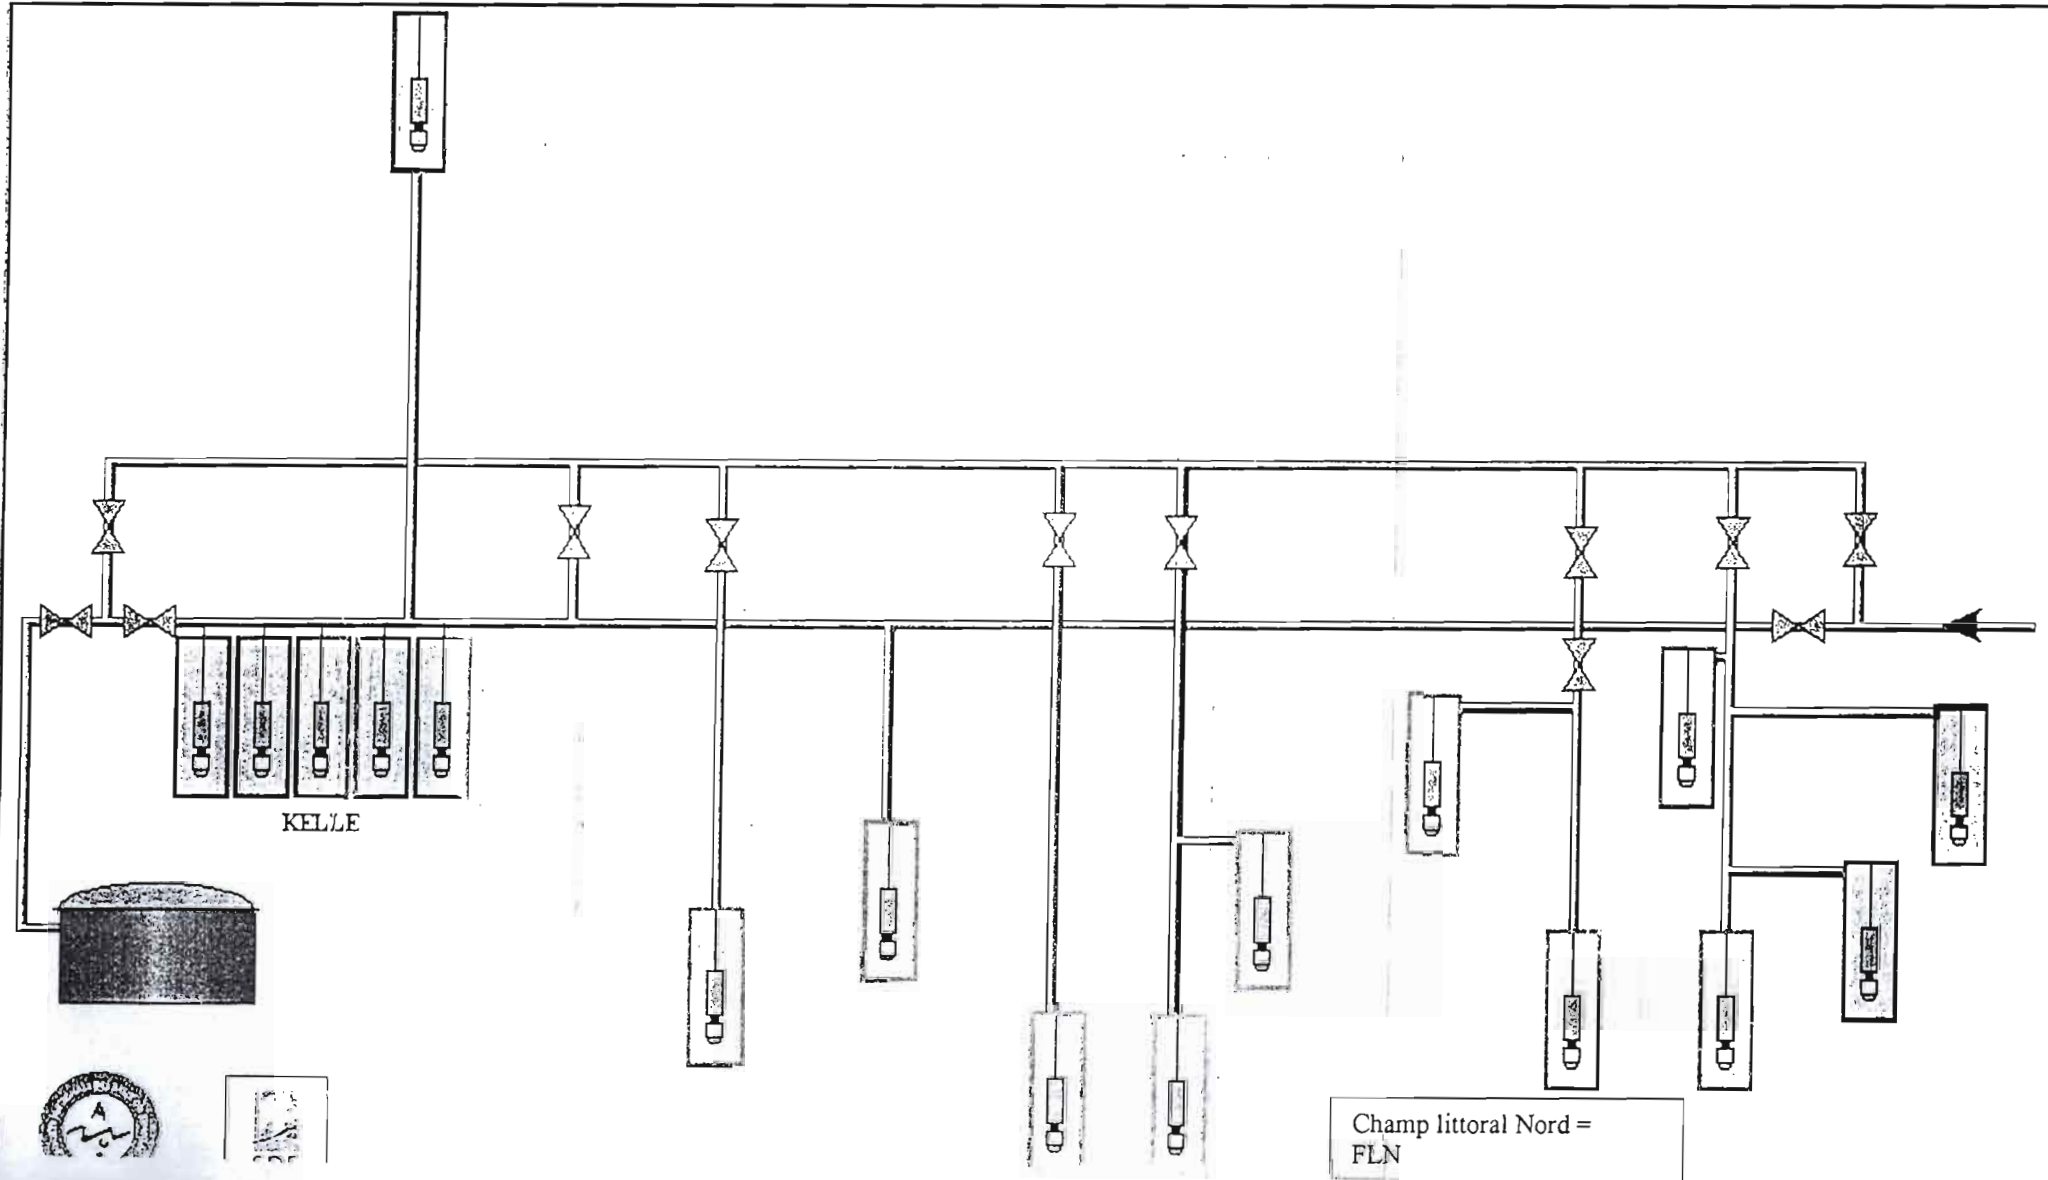 KELLE
Champ littoral Nord =
FLN